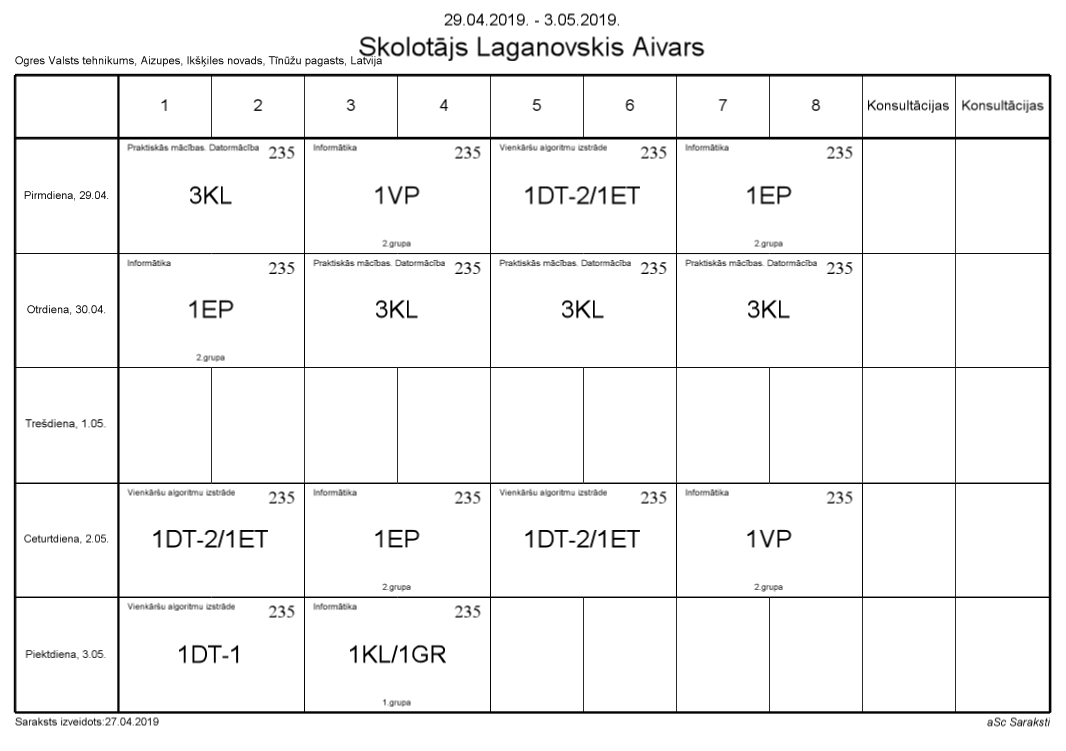 29.04.2019. - 3.05.2019.
Skolotājs Laganovskis Aivars
Ogres Valsts tehnikums, Aizupes, Ikšķiles novads, Tīnūžu pagasts, Latvija
1 2 3 4 5 6 7 8 Konsultācijas Konsultācijas
Praktiskās mācības. Datormācība 235 Informātika 235 Vienkāršu algoritmu izstrāde 235 Informātika 235
Pirmdiena, 29.04. 3KL 1VP 1DT-2/1ET 1EP
2.grupa 2.grupa
Informātika 235 Praktiskās mācības. Datormācība 235 Praktiskās mācības. Datormācība 235 Praktiskās mācības. Datormācība 235
Otrdiena, 30.04. 1EP 3KL 3KL 3KL
2.grupa
Trešdiena, 1.05.
Vienkāršu algoritmu izstrāde 235 Informātika 235 Vienkāršu algoritmu izstrāde 235 Informātika 235
Ceturtdiena, 2.05. 1DT-2/1ET 1EP 1DT-2/1ET 1VP
2.grupa 2.grupa
Vienkāršu algoritmu izstrāde 235 Informātika 235
Piektdiena, 3.05. 1DT-1 1KL/1GR
1.grupa
Saraksts izveidots:27.04.2019 aSc Saraksti